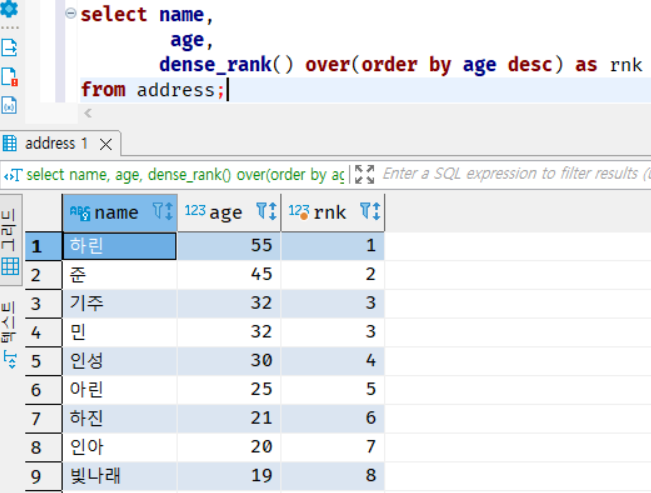 select name,
age,
dense_rank() over(order by age desc) as rnk
from address;
address 1
select name, age, dense_rank() over(order by ag
Enter a SQL expression to filter results (
그리드
텍스트
ABC name 123 age 123 rnk
1 하린 55 1
2 준 45 2
3 기주 32 3
4 민 32 3
5 인성 30 4
6 아린 25 5
7 하진 21 6
8 인아 20 7
9 빛나래 19 8